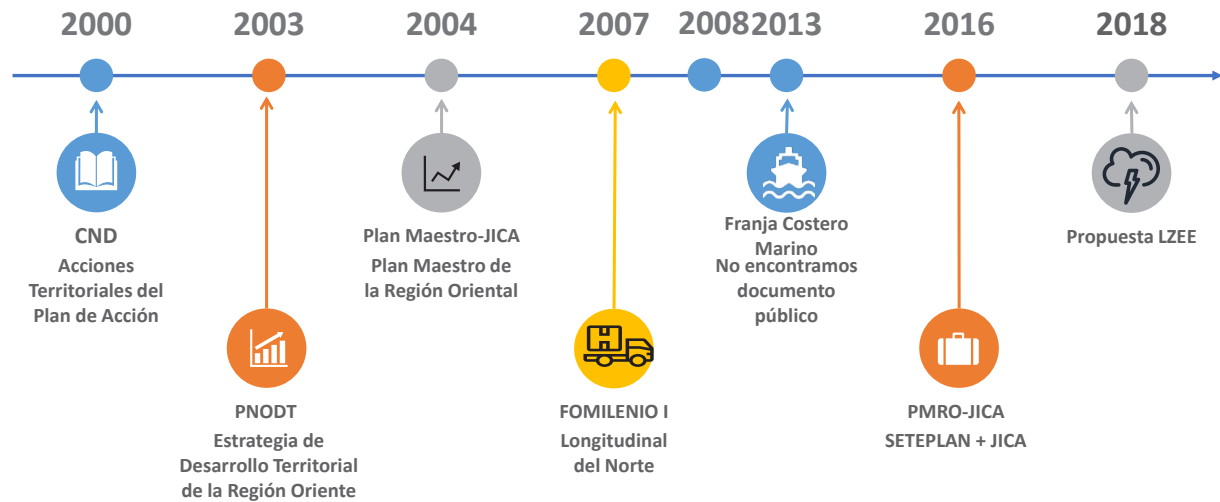 2000
2003
2004
2007
2008
2013
2016
2018
CND
Acciones
Territoriales del
Plan de Acción
PNODT
Estrategia de
Desarrollo Territorial
de la Región Oriente
Plan Maestro-JICA
Plan Maestro de
la Región Oriental
FOMILENIO I
Longitudinal
del Norte
Franja Costero
Marino
No encontramos
documento
público
PMRO-JICA
SETEPLAN + JICA
Propuesta LZEE